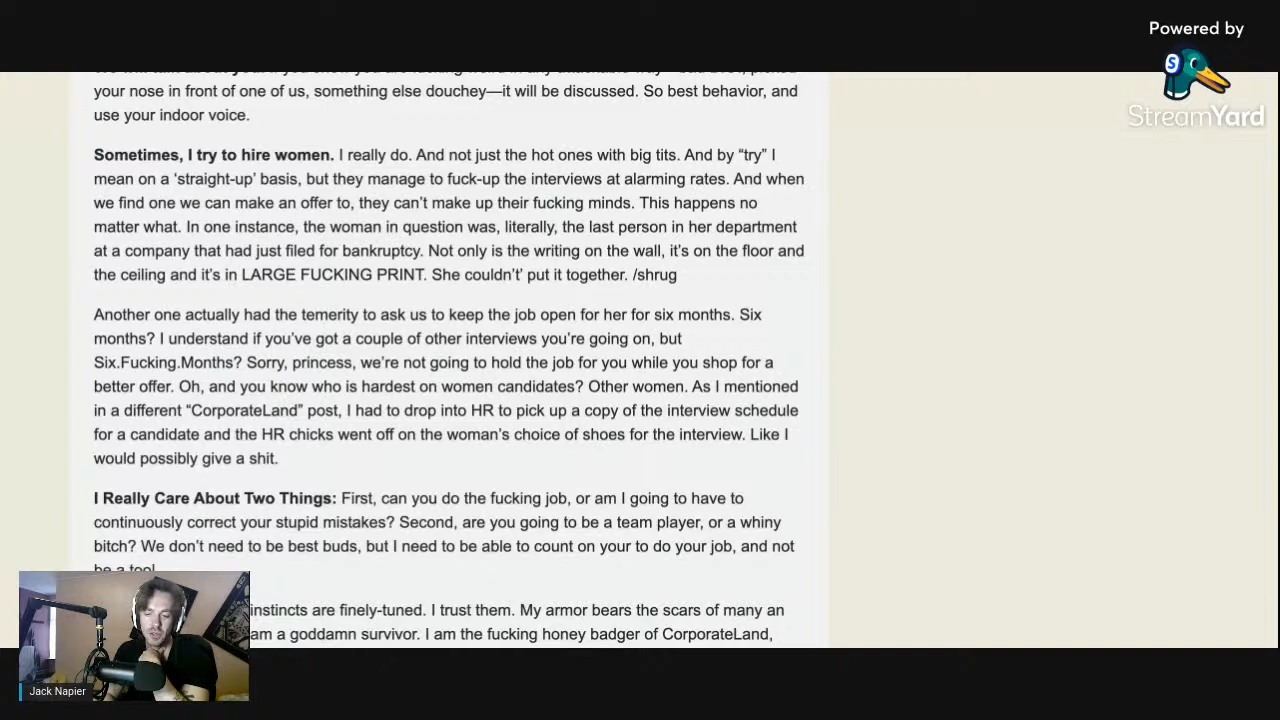 Powered by
StreamYard
your nose in front of one of us, something else douchey—it will be discussed. So best behavior, and
use your indoor voice.
Sometimes, I try to hire women. I really do. And not just the hot ones with big tits. And by “try” I
mean on a ‘straight-up’ basis, but they manage to fuck-up the interviews at alarming rates. And when
we find one we can make an offer to, they can’t make up their fucking minds. This happens no
matter what. In one instance, the woman in question was, literally, the last person in her department
at a company that had just filed for bankruptcy. Not only is the writing on the wall, it’s on the floor and
the ceiling and it’s in LARGE FUCKING PRINT. She couldn’t’ put it together. /shrug
Another one actually had the temerity to ask us to keep the job open for her for six months. Six
months? I understand if you’ve got a couple of other interviews you’re going on, but
Six.Fucking.Months? Sorry, princess, we’re not going to hold the job for you while you shop for a
better offer. Oh, and you know who is hardest on women candidates? Other women. As I mentioned
in a different “CorporateLand” post, I had to drop into HR to pick up a copy of the interview schedule
for a candidate and the HR chicks went off on the woman’s choice of shoes for the interview. Like I
would possibly give a shit.
I Really Care About Two Things: First, can you do the fucking job, or am I going to have to
continuously correct your stupid mistakes? Second, are you going to be a team player, or a whiny
bitch? We don’t need to be best buds, but I need to be able to count on your to do your job, and not
be a tool.
instincts are finely-tuned. I trust them. My armor bears the scars of many an
am a goddamn survivor. I am the fucking honey badger of CorporateLand,
Jack Napier